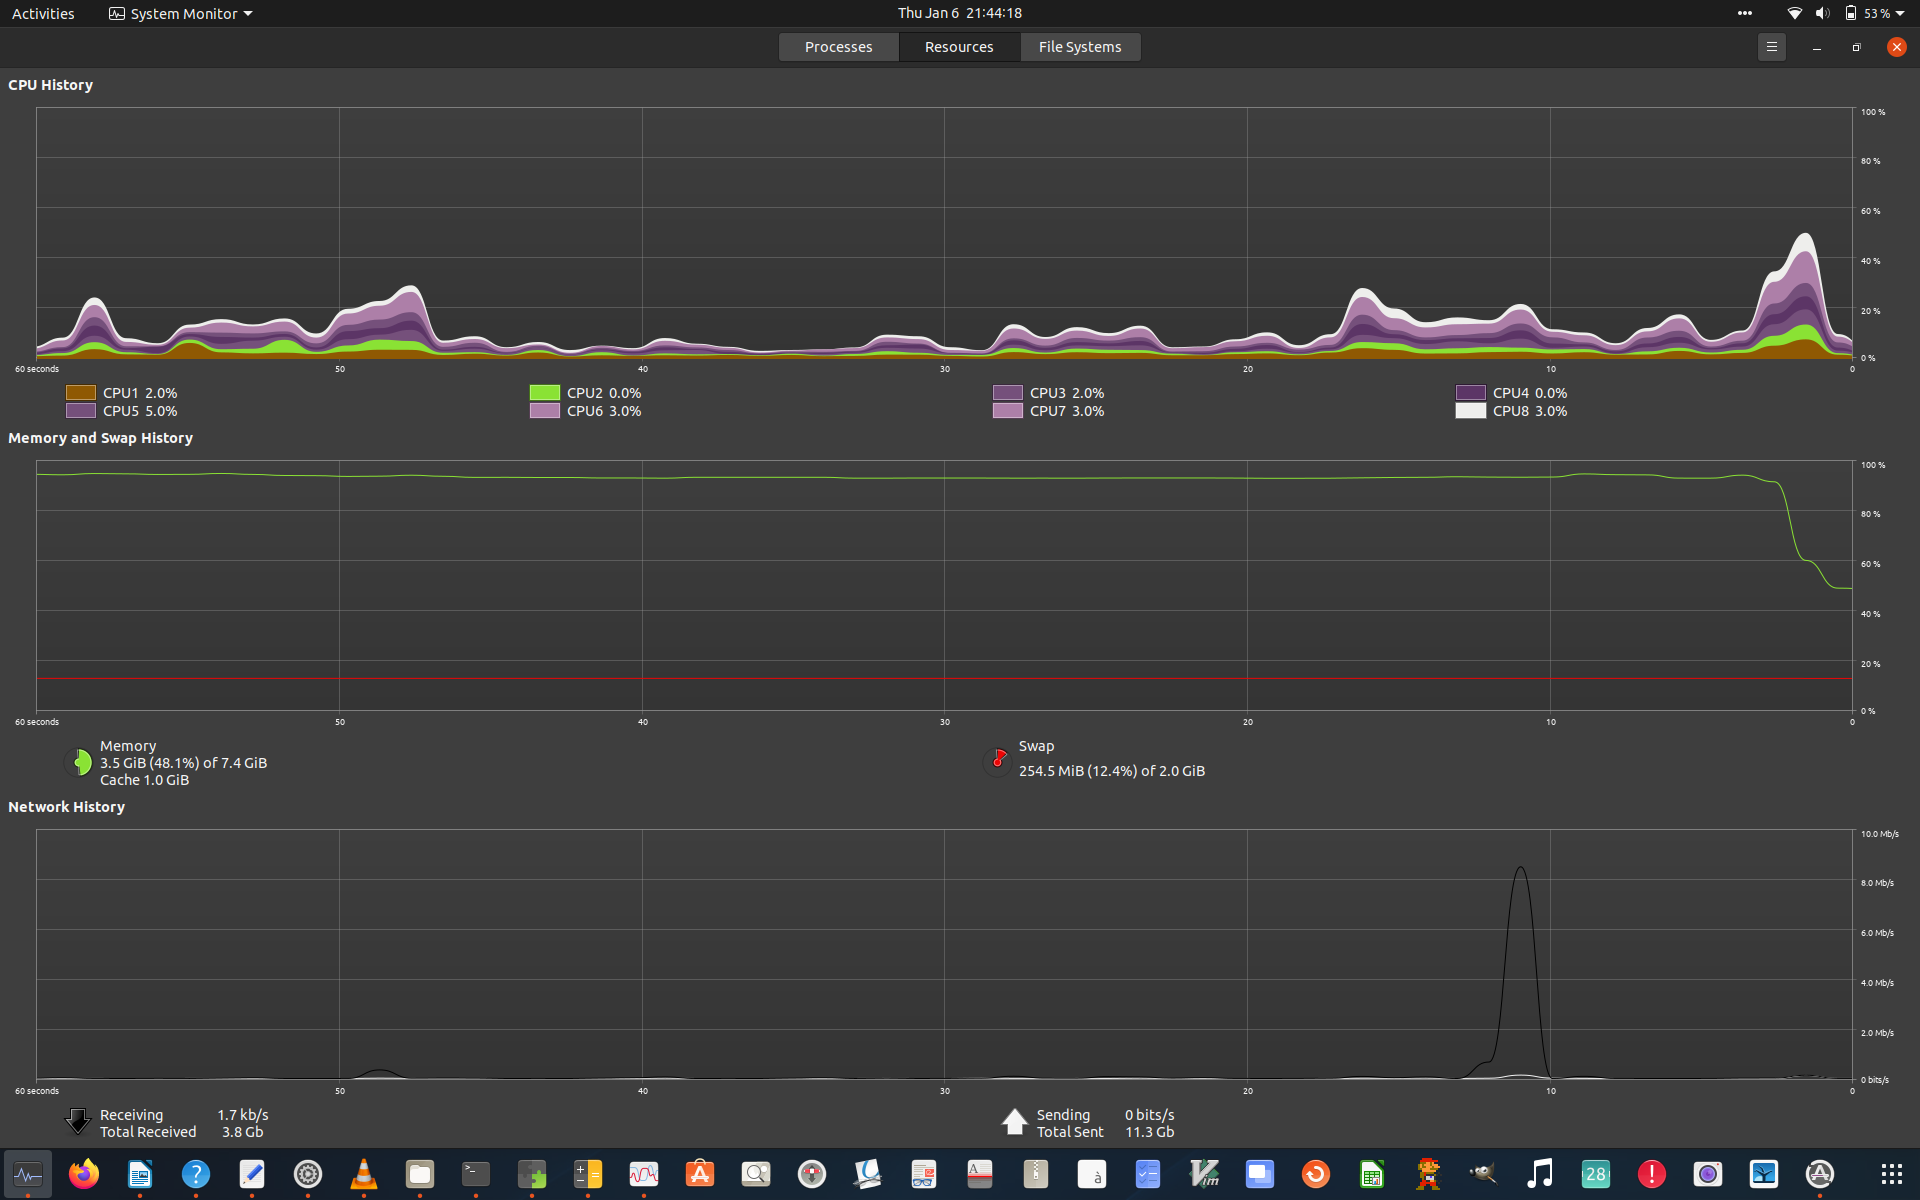 Activities System Monitor Thu Jan 6 21:44:18 53 %
Processes Resources File Systems
CPU History
100 %
80 %
60 %
40 %
20 %
0 %
60 seconds 50 40 30 20 10 0
CPU1 2.0% CPU2 0.0% CPU3 2.0% CPU4 0.0%
CPU5 5.0% CPU6 3.0% CPU7 3.0% CPU8 3.0%
Memory and Swap History
100 %
80 %
60 %
40 %
20 %
0 %
60 seconds 50 40 30 20 10 0
Memory
3.5 GiB (48.1%) of 7.4 GiB
Cache 1.0 GiB
Swap
254.5 MiB (12.4%) of 2.0 GiB
Network History
10.0 Mb/s
8.0 Mb/s
6.0 Mb/s
4.0 Mb/s
2.0 Mb/s
0 bits/s
60 seconds 50 40 30 20 10 0
Receiving 1.7 kb/s
Total Received 3.8 Gb
Sending 0 bits/s
Total Sent 11.3 Gb
? >_ A à Vim 28 !